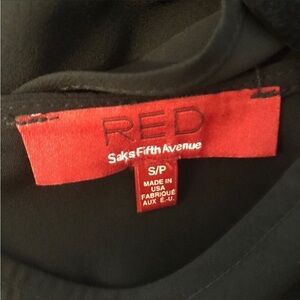 RED
Saks Fifth Avenue
S/P
MADE IN
USA
FABRIQUÉ
AUX É.-U.